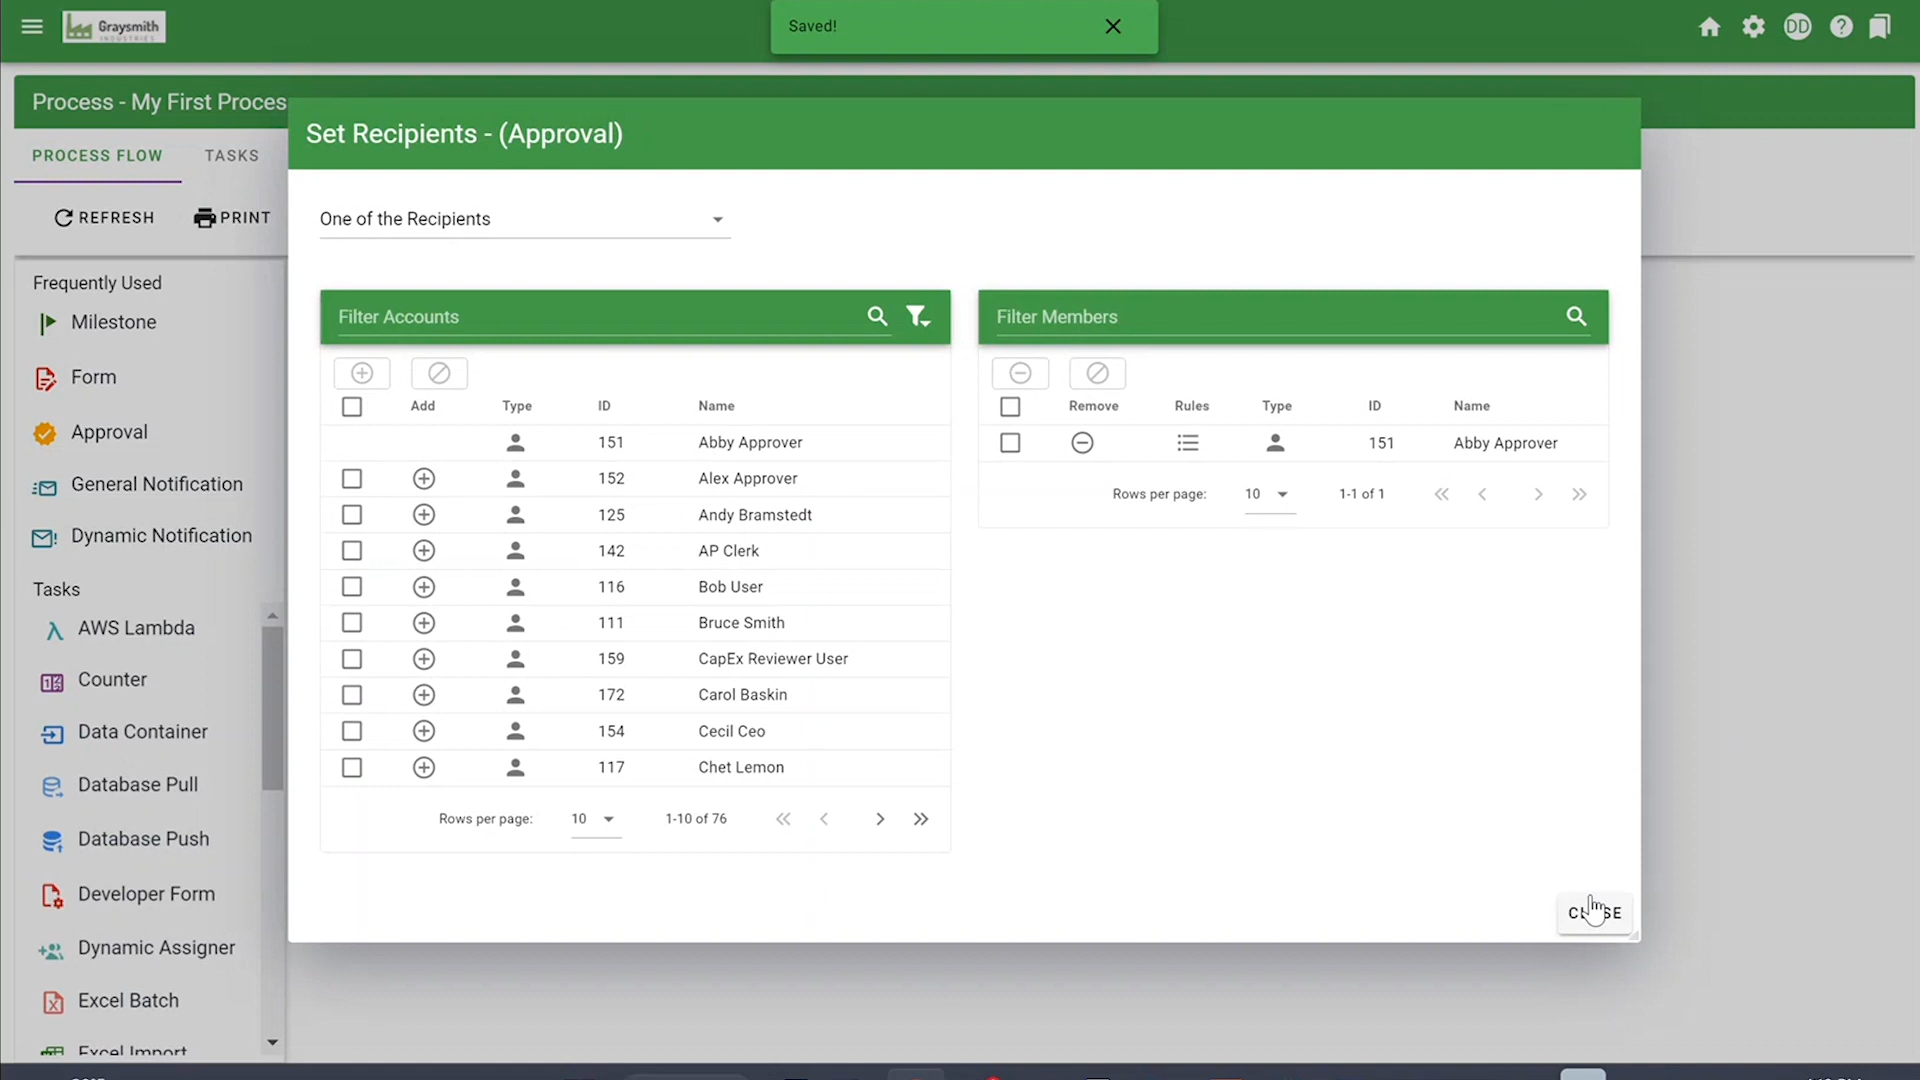 Graysmith
INDUSTRIES
Saved!
DD
Process - My First Proces
Set Recipients - (Approval)
PROCESS FLOW
TASKS
REFRESH
PRINT
One of the Recipients
Frequently Used
Milestone
Form
Approval
General Notification
Dynamic Notification
Tasks
AWS Lambda
Counter
Data Container
Database Pull
Database Push
Developer Form
Dynamic Assigner
Excel Batch
Excel Import
Filter Accounts
Add Type ID Name
151 Abby Approver
152 Alex Approver
125 Andy Bramstedt
142 AP Clerk
116 Bob User
111 Bruce Smith
159 CapEx Reviewer User
172 Carol Baskin
154 Cecil Ceo
117 Chet Lemon
Rows per page: 10 1-10 of 76
Filter Members
Remove Rules Type ID Name
151 Abby Approver
Rows per page: 10 1-1 of 1